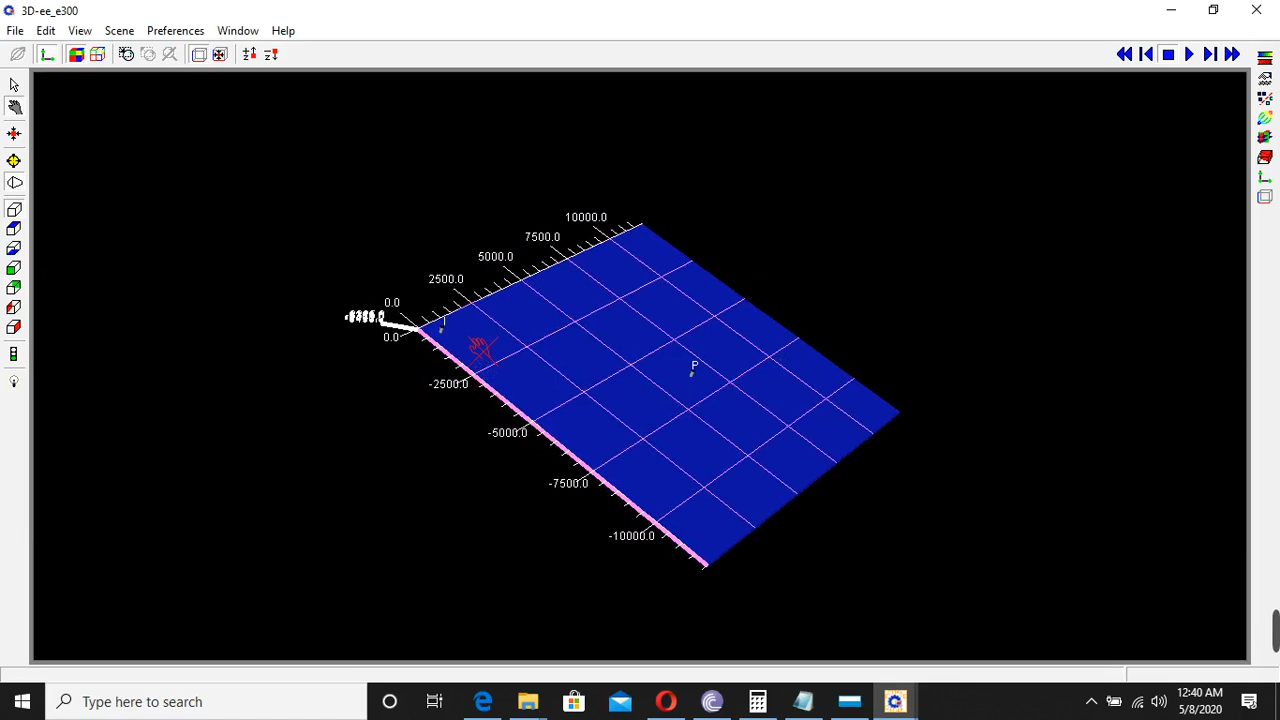 3D-ee_e300
File Edit View Scene Preferences Window Help
10000.0
7500.0
5000.0
2500.0
0.0
0.0
I
P
-2500.0
-5000.0
-7500.0
-10000.0
Type here to search
12:40 AM
5/8/2020